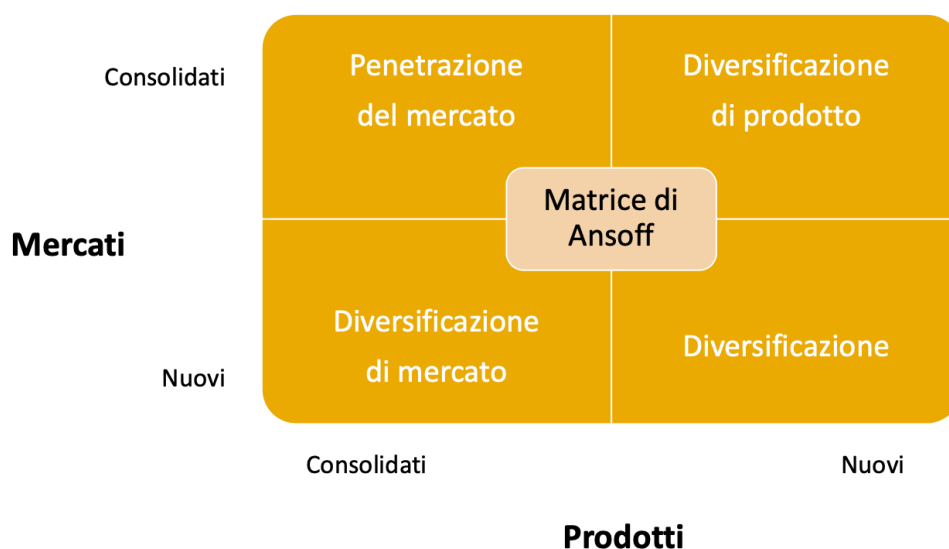 Consolidati
Penetrazione
del mercato
Diversificazione
di prodotto
Mercati
Matrice di
Ansoff
Nuovi
Diversificazione
di mercato
Diversificazione
Consolidati
Nuovi
Prodotti